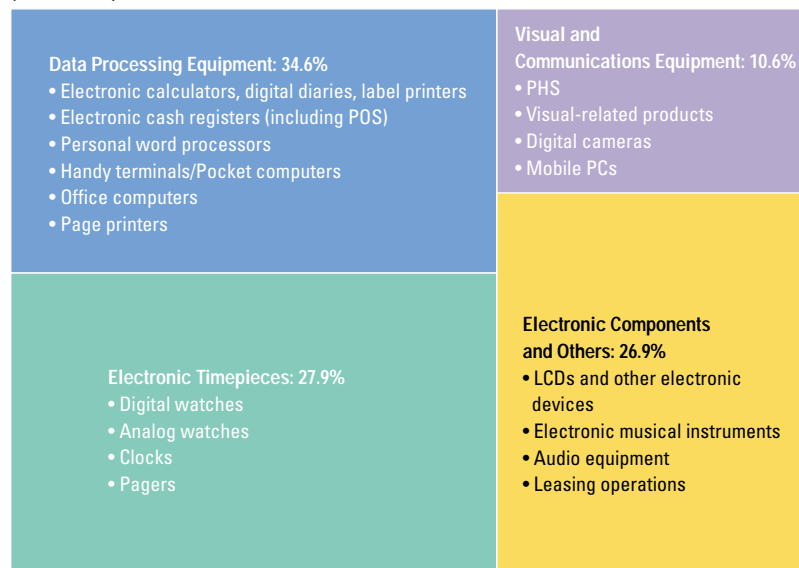 Data Processing Equipment: 34.6%
• Electronic calculators, digital diaries, label printers
• Electronic cash registers (including POS)
• Personal word processors
• Handy terminals/Pocket computers
• Office computers
• Page printers
Visual and
Communications Equipment: 10.6%
• PHS
• Visual-related products
• Digital cameras
• Mobile PCs
Electronic Timepieces: 27.9%
• Digital watches
• Analog watches
• Clocks
• Pagers
Electronic Components
and Others: 26.9%
• LCDs and other electronic
devices
• Electronic musical instruments
• Audio equipment
• Leasing operations